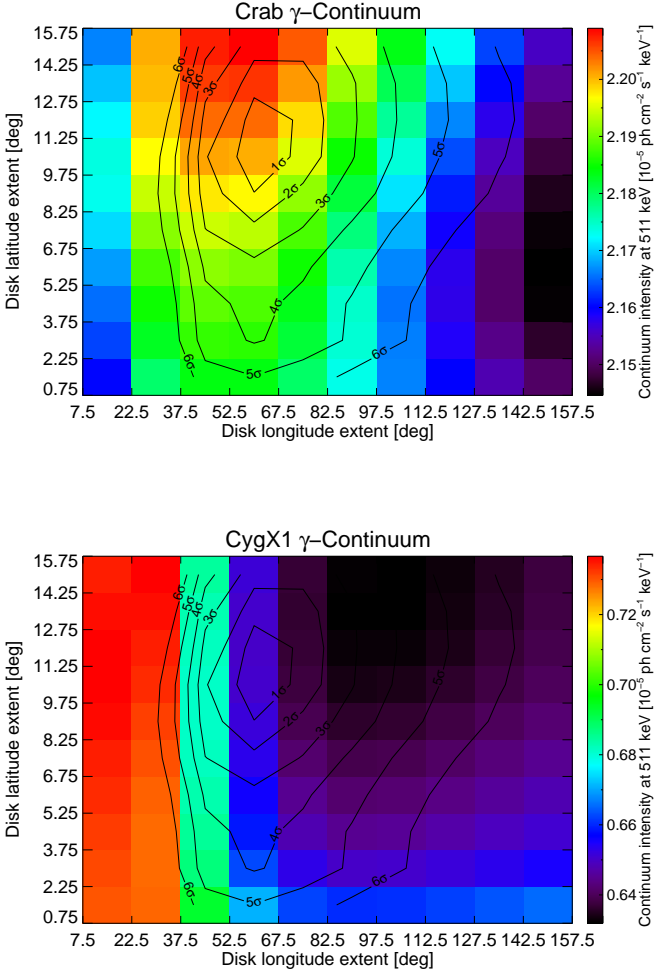 Crab γ–Continuum
15.75
14.25
12.75
11.25
9.75
8.25
6.75
5.25
3.75
2.25
0.75
Disk latitude extent [deg]
6σ
5σ
4σ
3σ
1σ
2σ
3σ
5σ
4σ
6σ
5σ
6σ
7.5 22.5 37.5 52.5 67.5 82.5 97.5 112.5 127.5 142.5 157.5
Disk longitude extent [deg]
2.20
2.19
2.18
2.17
2.16
2.15
Continuum intensity at 511 keV [10⁻⁵ ph cm⁻² s⁻¹ keV⁻¹]
CygX1 γ–Continuum
15.75
14.25
12.75
11.25
9.75
8.25
6.75
5.25
3.75
2.25
0.75
Disk latitude extent [deg]
6σ
5σ
4σ
3σ
1σ
2σ
3σ
5σ
4σ
6σ
5σ
6σ
7.5 22.5 37.5 52.5 67.5 82.5 97.5 112.5 127.5 142.5 157.5
Disk longitude extent [deg]
0.72
0.70
0.68
0.66
0.64
Continuum intensity at 511 keV [10⁻⁵ ph cm⁻² s⁻¹ keV⁻¹]